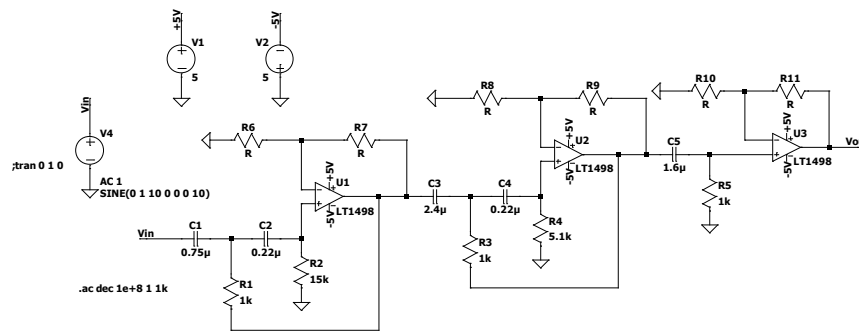 +5V
V1
5
-5V
V2
5
Vin
V4
;tran 0 1 0
AC 1
SINE(0 1 10 0 0 0 10)
R6
R
R7
R
+5V
U1
-5V
LT1498
Vin
C1
0.75µ
C2
0.22µ
R1
1k
R2
15k
.ac dec 1e+8 1 1k
R8
R
R9
R
+5V
U2
-5V
LT1498
C3
2.4µ
C4
0.22µ
R3
1k
R4
5.1k
R10
R
R11
R
+5V
U3
-5V
LT1498
Vo
C5
1.6µ
R5
1k